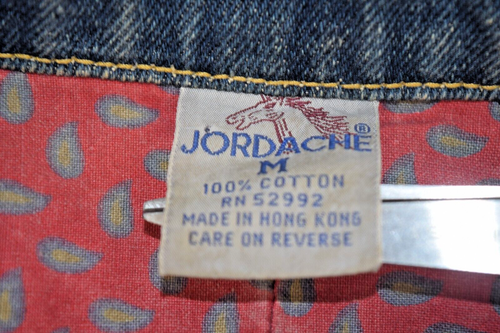 JORDACHE®
M
100% COTTON
RN 52992
MADE IN HONG KONG
CARE ON REVERSE